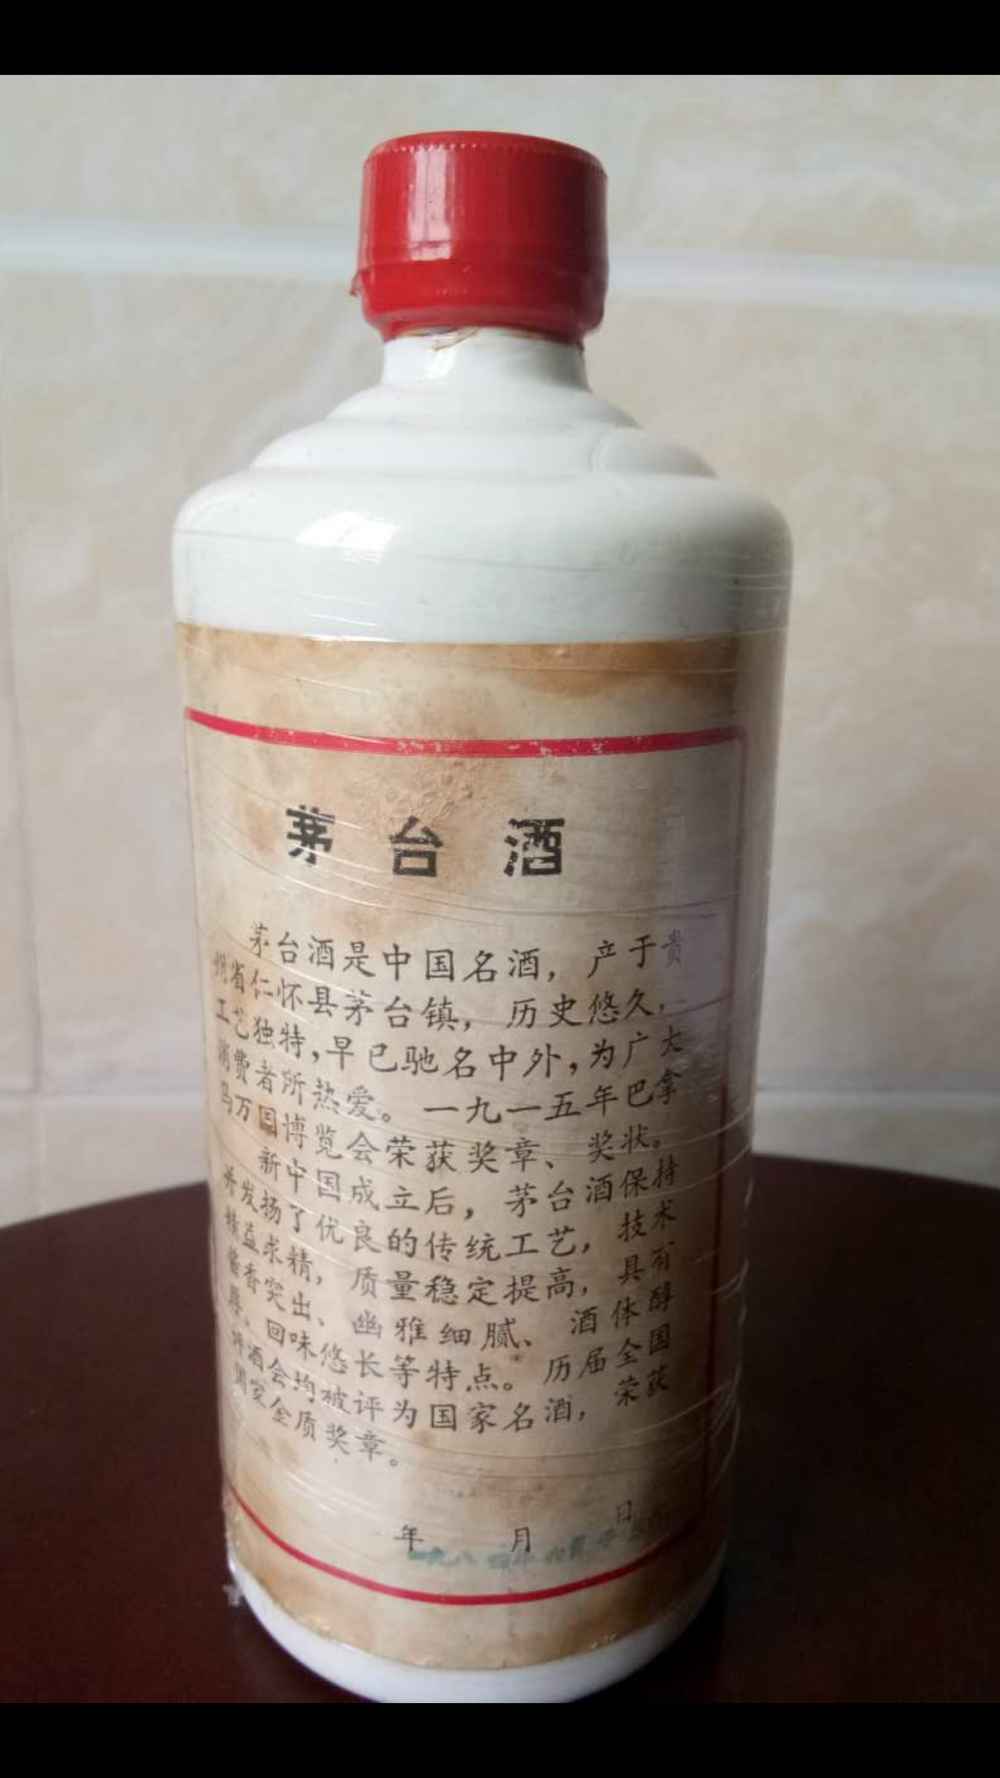 茅台酒
茅台酒是中国名酒，产于贵
州省仁怀县茅台镇，历史悠久，
工艺独特，早已驰名中外，为广大
消费者所热爱。一九一五年巴拿
马万国博览会荣获奖章、奖状。
新中国成立后，茅台酒保持
并发扬了优良的传统工艺，技术
精益求精，质量稳定提高，具有
酱香突出、幽雅细腻、酒体醇
厚、回味悠长等特点。历届全国
评酒会均被评为国家名酒，荣获
国家金质奖章。
年 月 日